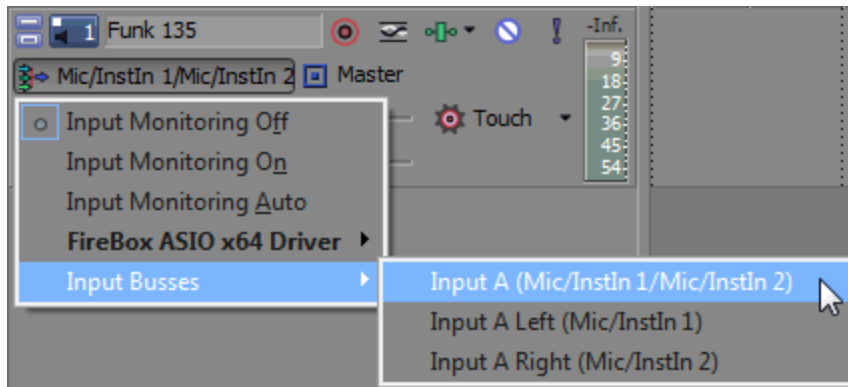 1 Funk 135
-Inf.
9
18
27
36
45
54
Mic/InstIn 1/Mic/InstIn 2 Master
Touch
Input Monitoring Off
Input Monitoring On
Input Monitoring Auto
FireBox ASIO x64 Driver
Input Busses
Input A (Mic/InstIn 1/Mic/InstIn 2)
Input A Left (Mic/InstIn 1)
Input A Right (Mic/InstIn 2)